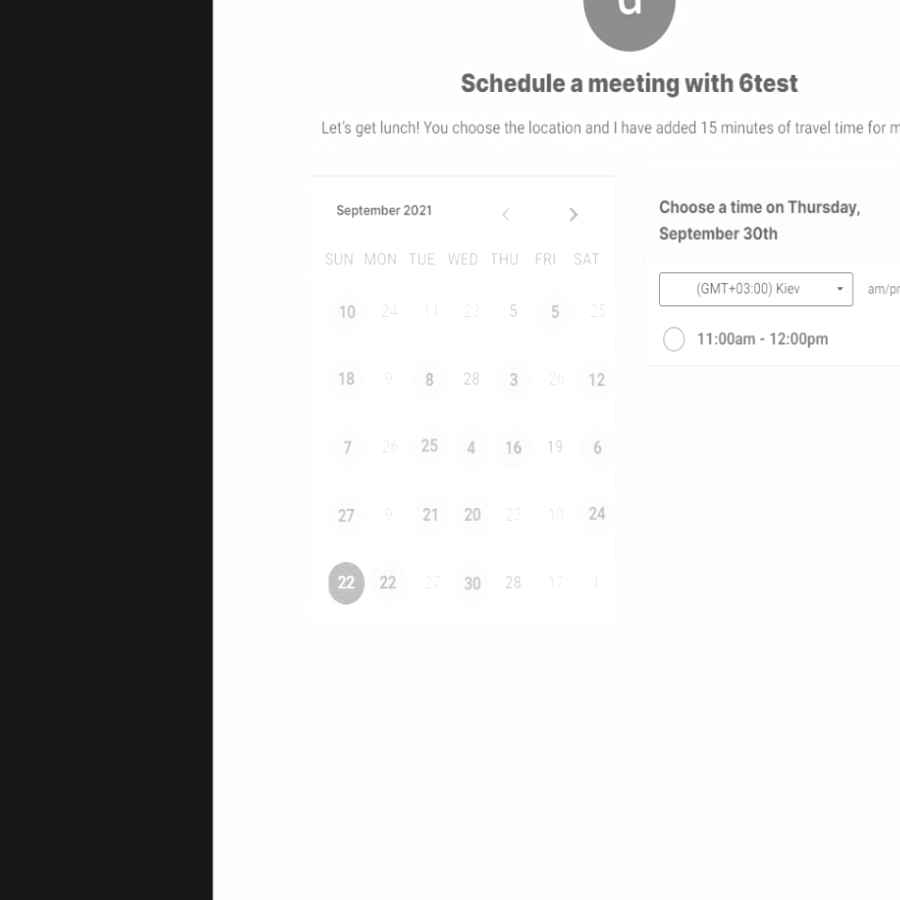 Schedule a meeting with 6test
Let's get lunch! You choose the location and I have added 15 minutes of travel time for
September 2021
SUN MON TUE WED THU FRI SAT
10 24 11 23 5 5 25
18 9 8 28 3 26 12
7 26 25 4 16 19 6
27 9 21 20 23 10 24
22 22 27 30 28 17 1
Choose a time on Thursday,
September 30th
(GMT+03:00) Kiev
11:00am - 12:00pm